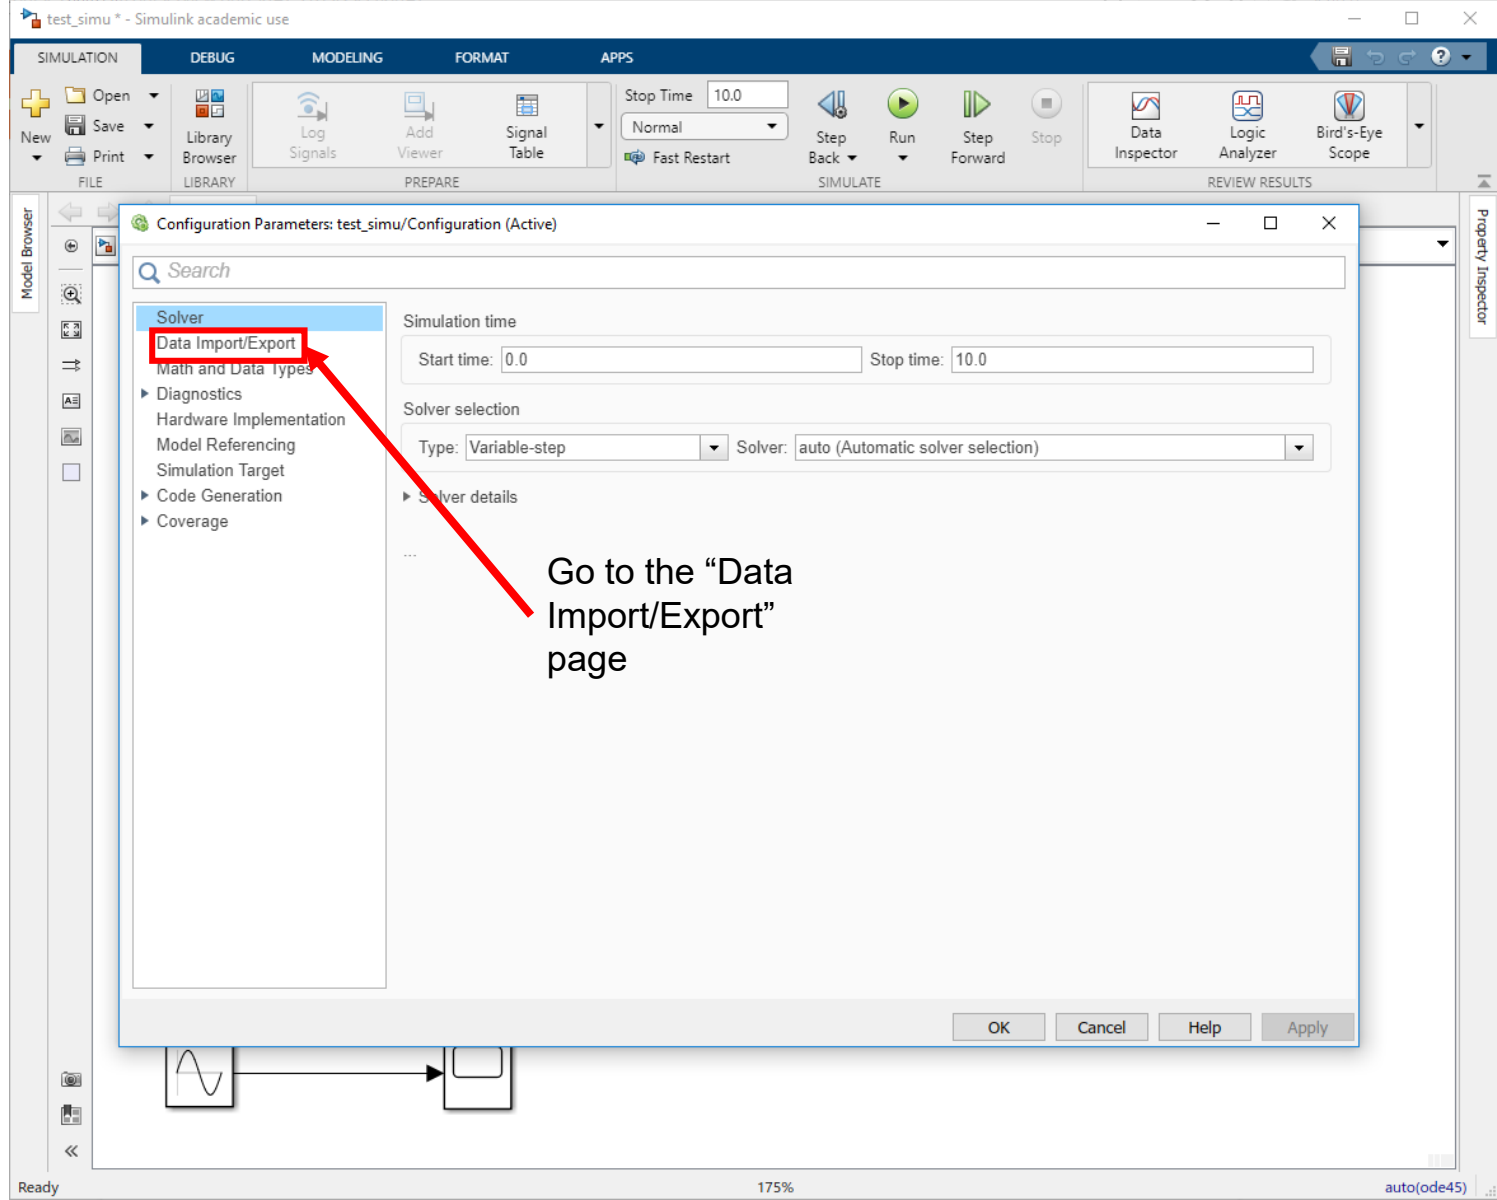 test_simu * - Simulink academic use
SIMULATION DEBUG MODELING FORMAT APPS
New
Open
Save
Print
FILE
Library
Browser
LIBRARY
Log
Signals
Add
Viewer
Signal
Table
PREPARE
Stop Time 10.0
Normal
Fast Restart
Step
Back
Run
Step
Forward
Stop
SIMULATE
Data
Inspector
Logic
Analyzer
Bird's-Eye
Scope
REVIEW RESULTS
Model Browser
Property Inspector
Configuration Parameters: test_simu/Configuration (Active)
Search
Solver
Data Import/Export
Math and Data Types
Diagnostics
Hardware Implementation
Model Referencing
Simulation Target
Code Generation
Coverage
Simulation time
Start time: 0.0 Stop time: 10.0
Solver selection
Type: Variable-step Solver: auto (Automatic solver selection)
Solver details
...
Go to the “Data
Import/Export”
page
OK Cancel Help Apply
Ready 175% auto(ode45)